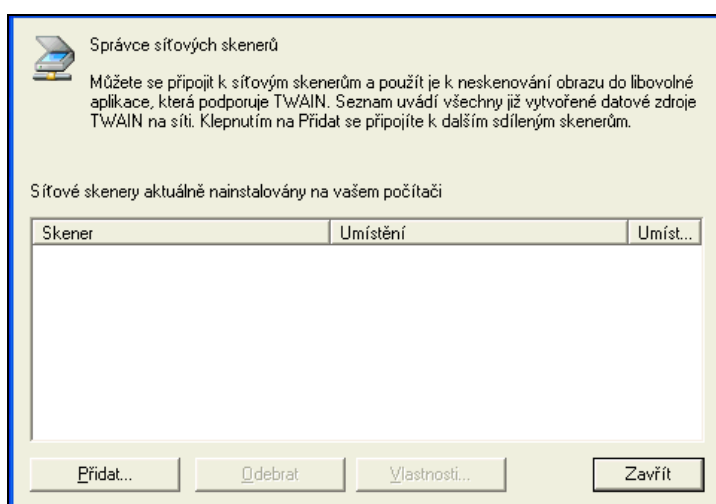 Správce síťových skenerů
Můžete se připojit k síťovým skenerům a použít je k neskenování obrazu do libovolné
aplikace, která podporuje TWAIN. Seznam uvádí všechny již vytvořené datové zdroje
TWAIN na síti. Klepnutím na Přidat se připojíte k dalším sdíleným skenerům.
Síťové skenery aktuálně nainstalovány na vašem počítači
Skener Umístění Umíst...
Přidat... Odebrat Vlastnosti... Zavřít